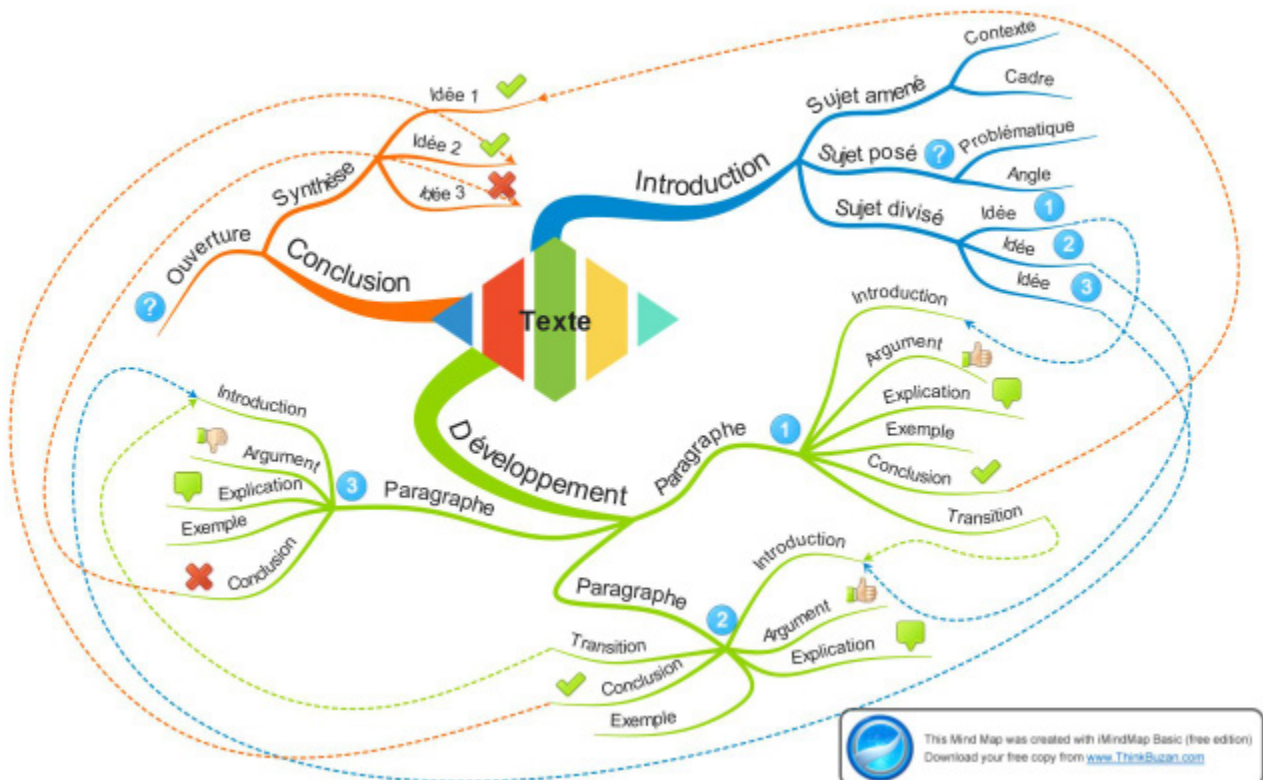 Texte
Introduction
Sujet amené
Contexte
Cadre
Sujet posé
?
Problématique
Angle
Sujet divisé
Idée
1
Idée
2
Idée
3
Développement
Paragraphe
1
Introduction
Argument
Explication
Exemple
Conclusion
Transition
Paragraphe
2
Introduction
Argument
Explication
Exemple
Conclusion
Transition
Paragraphe
3
Introduction
Argument
Explication
Exemple
Conclusion
Conclusion
Synthèse
Idée 1
Idée 2
Idée 3
Ouverture
?
This Mind Map was created with iMindMap Basic (free edition)
Download your free copy from www.ThinkBuzan.com